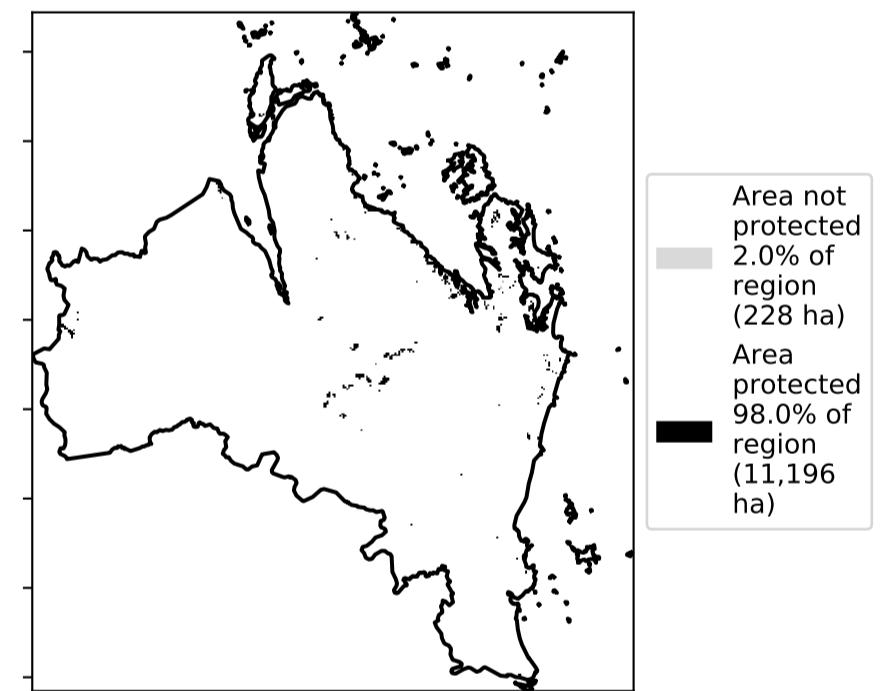 Area not
protected
2.0% of
region
(228 ha)
Area
protected
98.0% of
region
(11,196
ha)